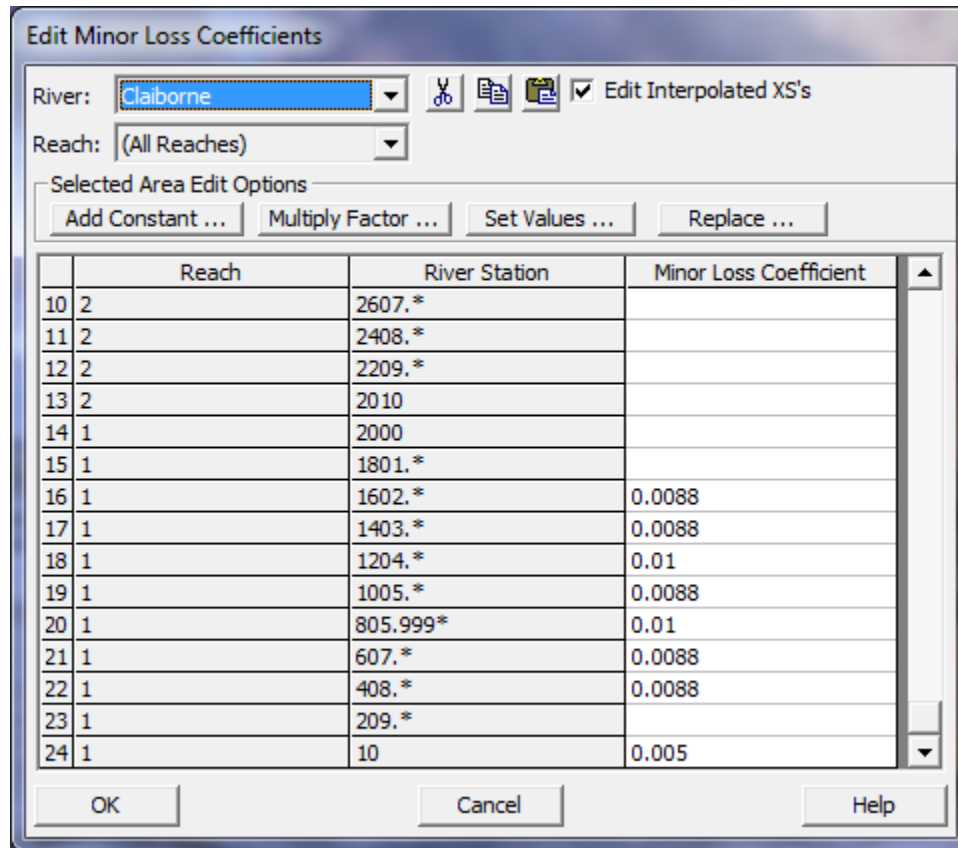 Edit Minor Loss Coefficients
River: Claiborne Edit Interpolated XS's
Reach: (All Reaches)
Selected Area Edit Options
Add Constant ... Multiply Factor ... Set Values ... Replace ...
Reach River Station Minor Loss Coefficient
10 2 2607.*
11 2 2408.*
12 2 2209.*
13 2 2010
14 1 2000
15 1 1801.*
16 1 1602.* 0.0088
17 1 1403.* 0.0088
18 1 1204.* 0.01
19 1 1005.* 0.0088
20 1 805.999* 0.01
21 1 607.* 0.0088
22 1 408.* 0.0088
23 1 209.*
24 1 10 0.005
OK Cancel Help